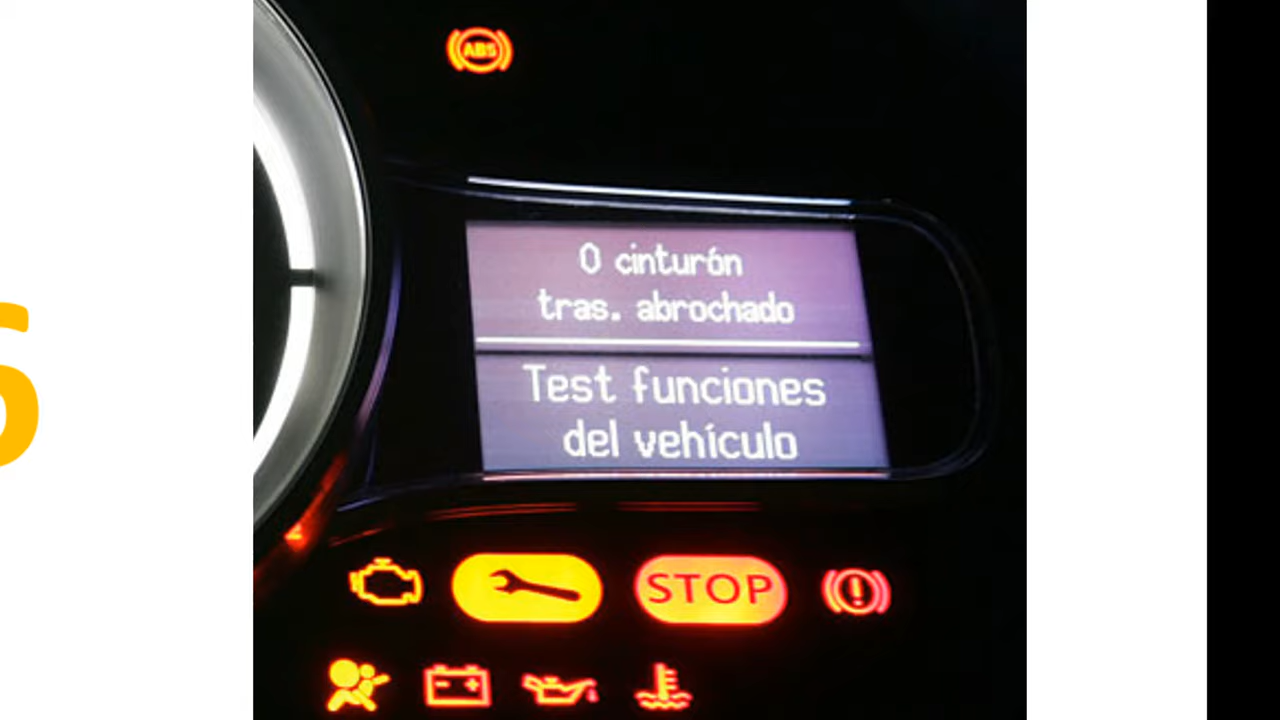 ABS
0 cinturón
tras. abrochado
Test funciones
del vehículo
STOP